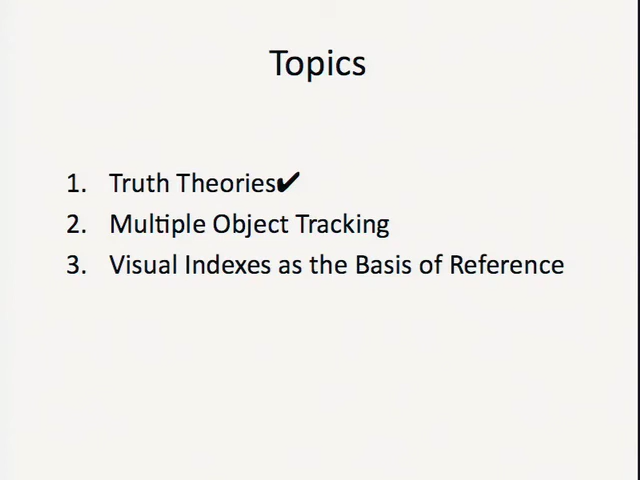 Topics
1. Truth Theories✔
2. Multiple Object Tracking
3. Visual Indexes as the Basis of Reference